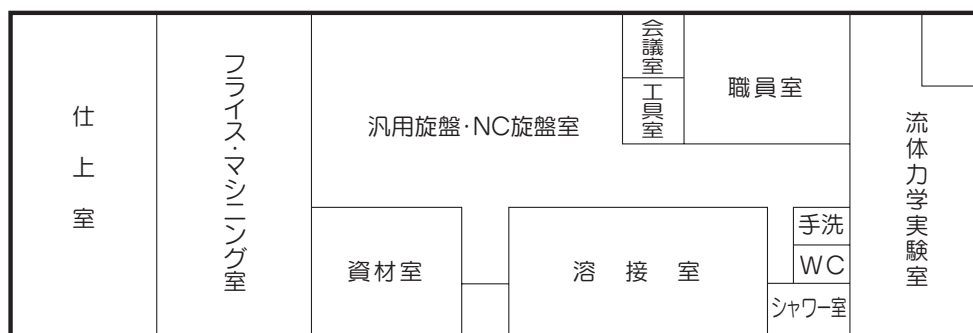 仕上室
フライス・マシニング室
汎用旋盤・NC旋盤室
会議室
工具室
職員室
流体力学実験室
資材室
溶接室
手洗
WC
シャワー室